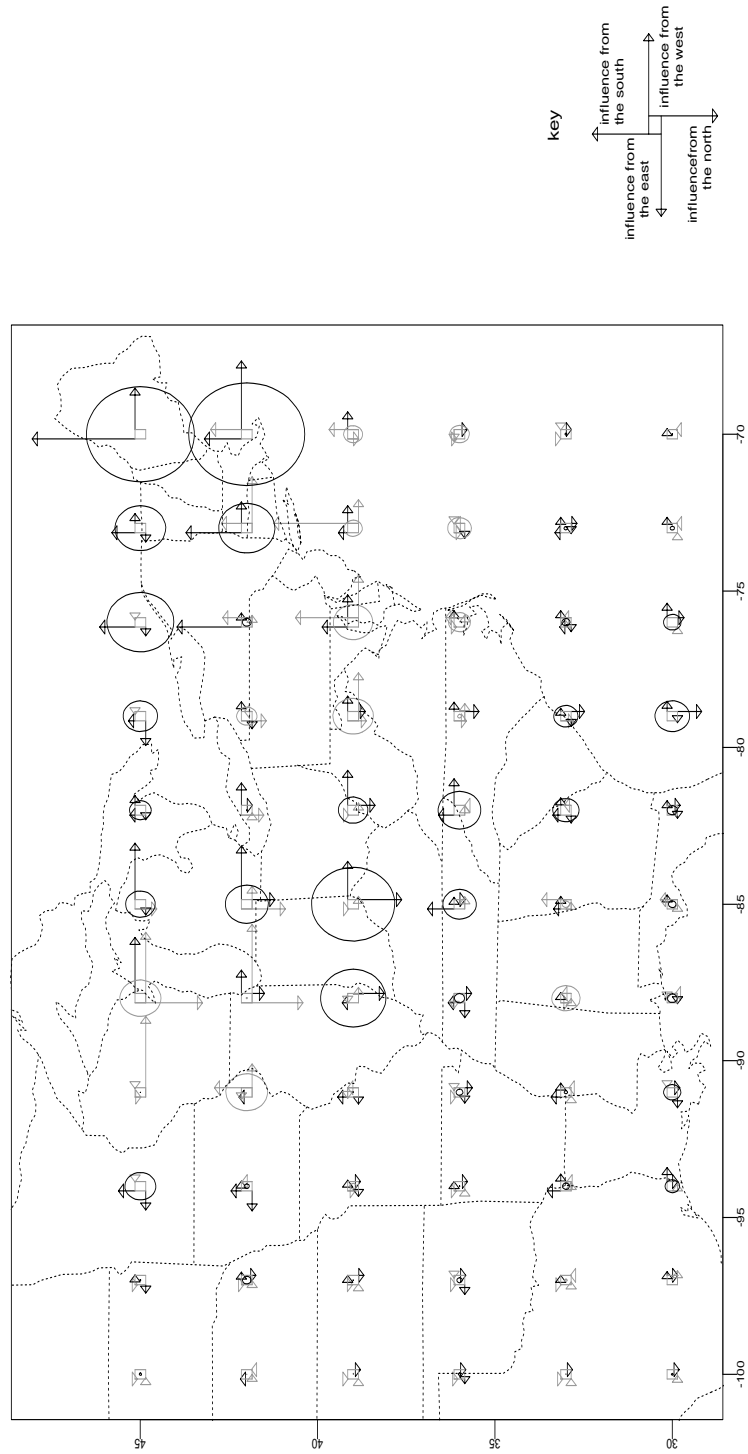 key
influence from
the south
influence from
the west
influence from
the east
influencefrom
the north
45
40
35
30
-100
-95
-90
-85
-80
-75
-70